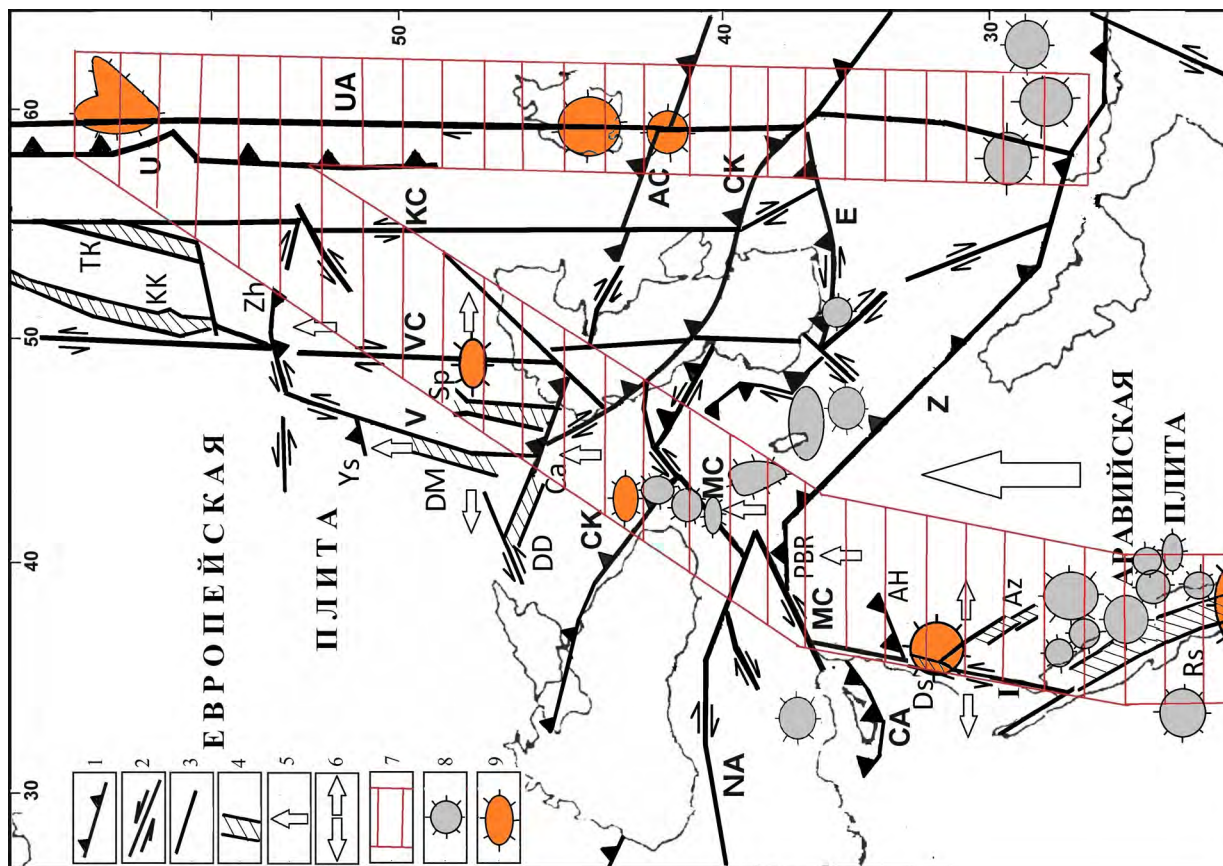 50
40
30
60
UA
U
KC
AC
CK
E
ТК
КК
Zh
50
VC
Sp
V
Ys
DM
Ca
DD
CK
MC
Z
ЕВРОПЕЙСКАЯ
ПЛИТА
АРАВИЙСКАЯ
ПЛИТА
40
PBR
MC
AH
Az
Ds
Rs
I
CA
NA
30
1
2
3
4
5
6
7
8
9